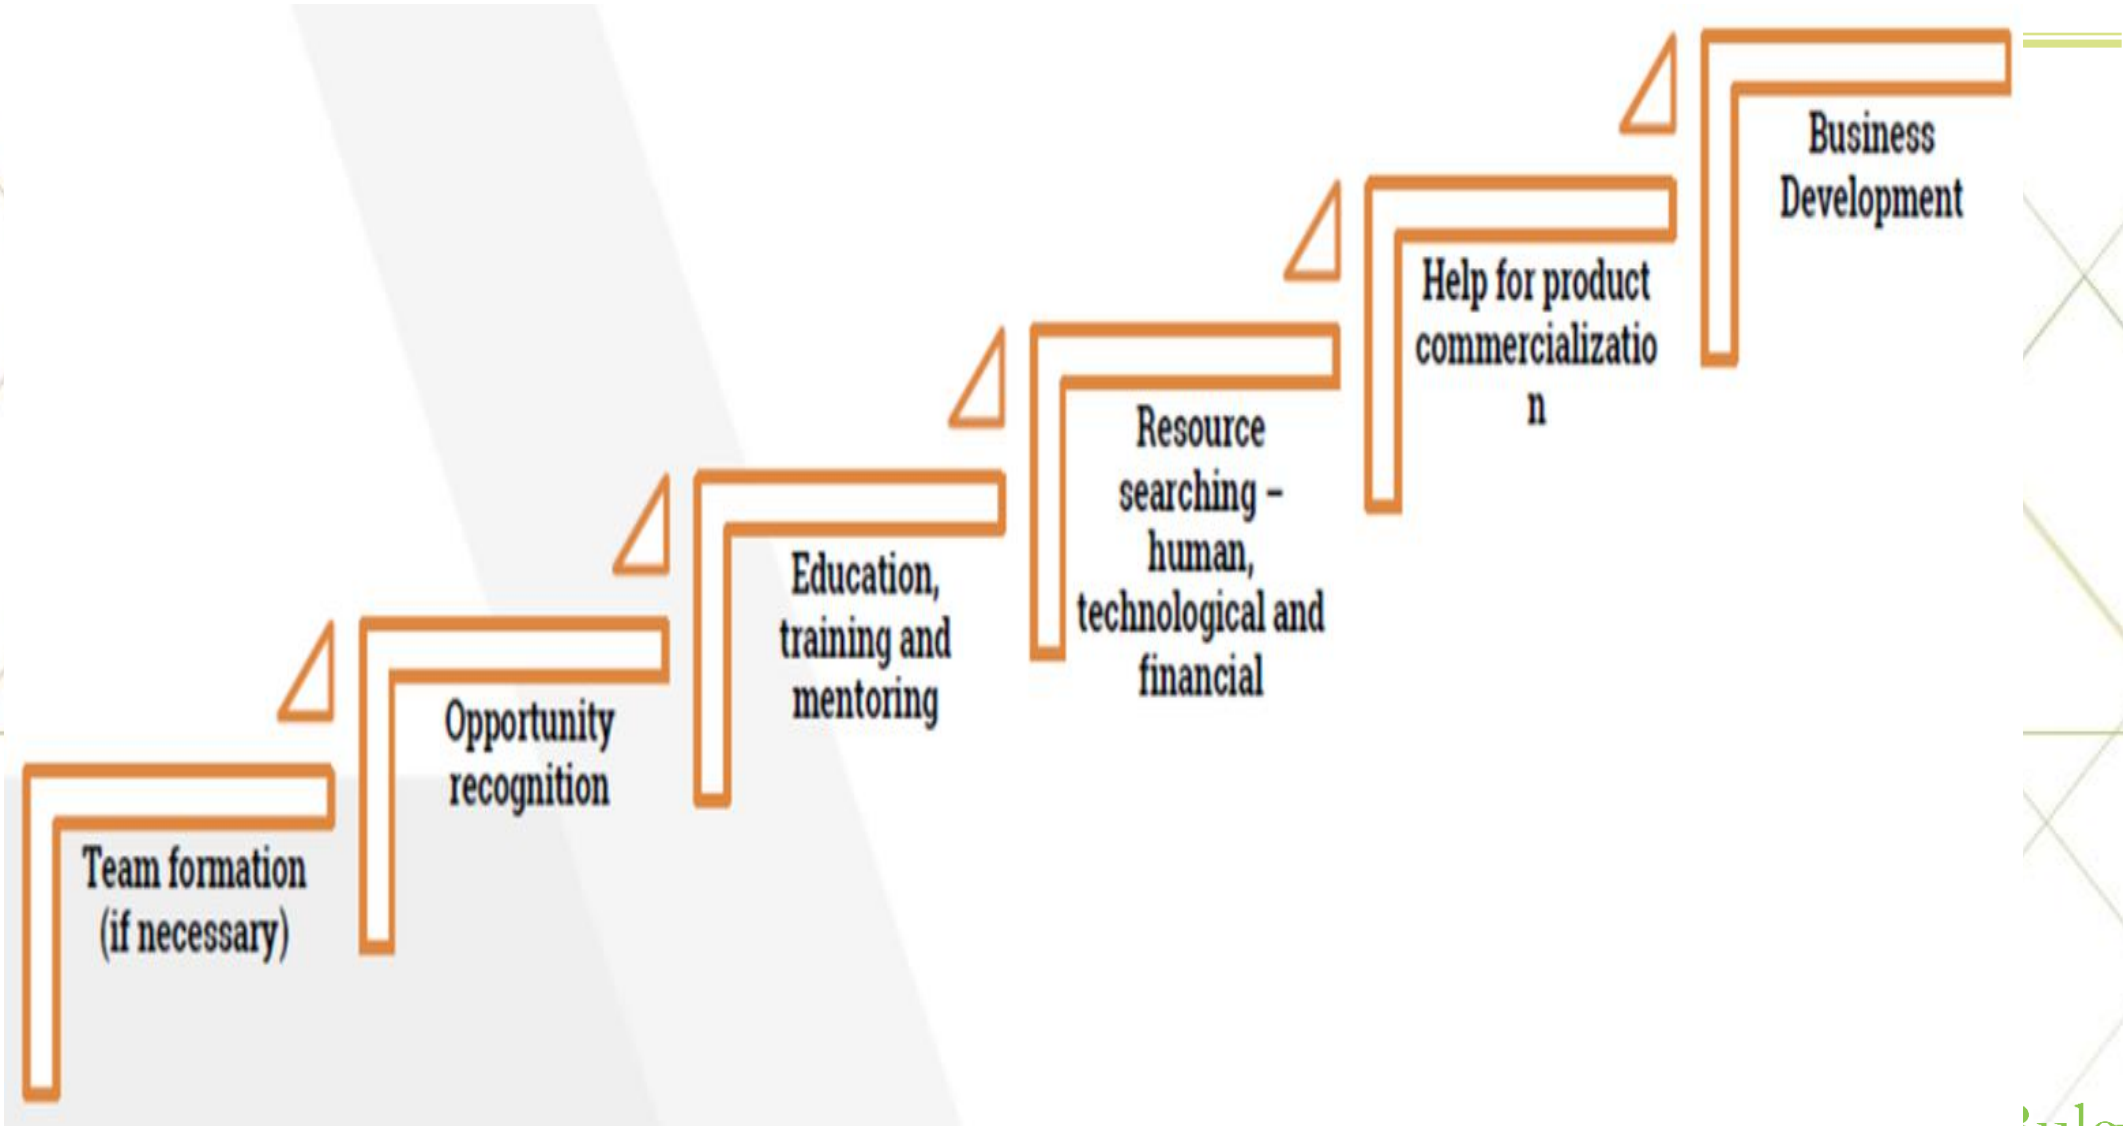 Business
Development
Help for product
commercializatio
n
Resource
searching –
human,
technological and
financial
Education,
training and
mentoring
Opportunity
recognition
Team formation
(if necessary)